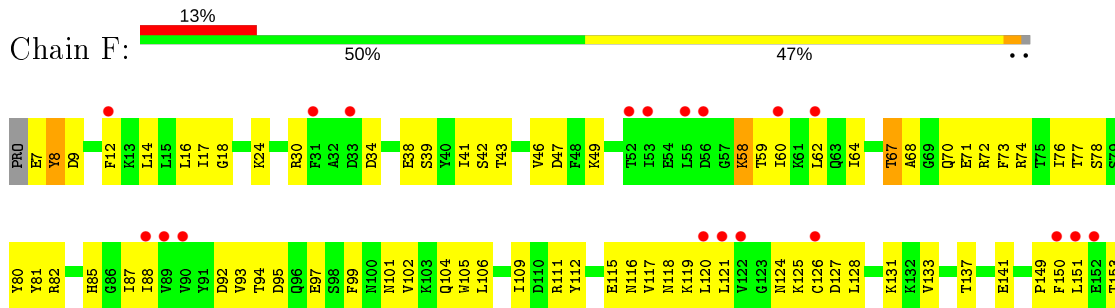 13%
Chain F:
50% 47% • •
PRO E7 Y8 D9 F12 K13 L14 L15 L16 I17 G18 K24 R30 F31 A32 D33 D34 E38 S39 Y40 I41 S42 T43 V46 D47 F48 K49 T52 I53 E54 L55 D56 G57 K58 T59 I60 K61 L62 Q63 I64 T67 A68 G69 Q70 E71 R72 F73 R74 T75 I76 T77 S78 S79
Y80 Y81 R82 H85 G86 I87 I88 V89 V90 Y91 D92 V93 T94 D95 Q96 E97 S98 F99 N100 N101 V102 K103 Q104 W105 L106 I109 D110 R111 Y112 E115 N116 V117 N118 K119 L120 L121 V122 G123 N124 K125 C126 D127 L128 K131 K132 V133 T137 E141 P149 F150 L151 E152 T153